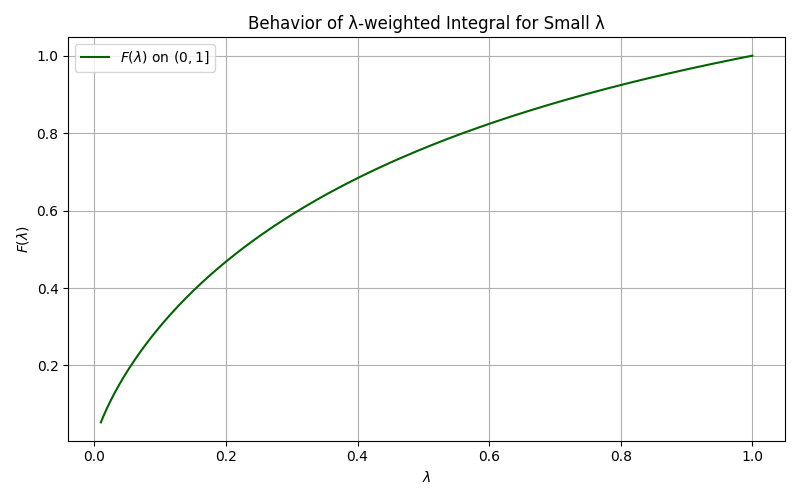 Behavior of λ-weighted Integral for Small λ
F(λ) on (0, 1]
1.0
0.8
0.6
0.4
0.2
F(λ)
0.0 0.2 0.4 0.6 0.8 1.0
λ